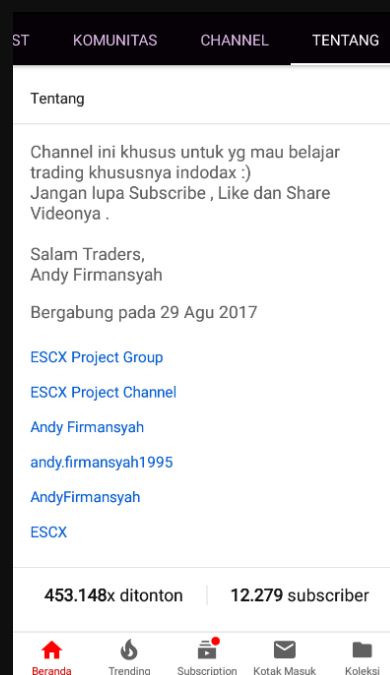 ST KOMUNITAS CHANNEL TENTANG
Tentang
Channel ini khusus untuk yg mau belajar
trading khususnya indodax :)
Jangan lupa Subscribe , Like dan Share
Videonya .
Salam Traders,
Andy Firmansyah
Bergabung pada 29 Agu 2017
ESCX Project Group
ESCX Project Channel
Andy Firmansyah
andy.firmansyah1995
AndyFirmansyah
ESCX
453.148x ditonton 12.279 subscriber
Beranda Trending Subscription Kotak Masuk Koleksi